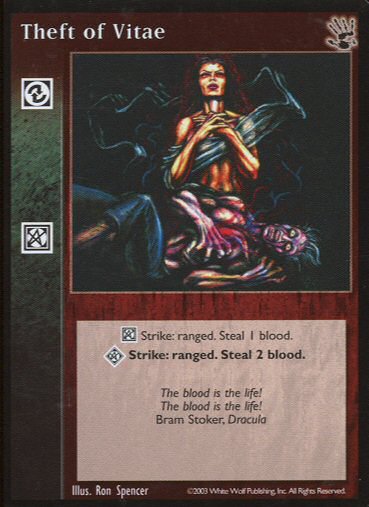 Theft of Vitae
Strike: ranged. Steal 1 blood.
Strike: ranged. Steal 2 blood.
The blood is the life!
The blood is the life!
Bram Stoker, Dracula
Illus. Ron Spencer
©2003 White Wolf Publishing, Inc. All Rights Reserved.